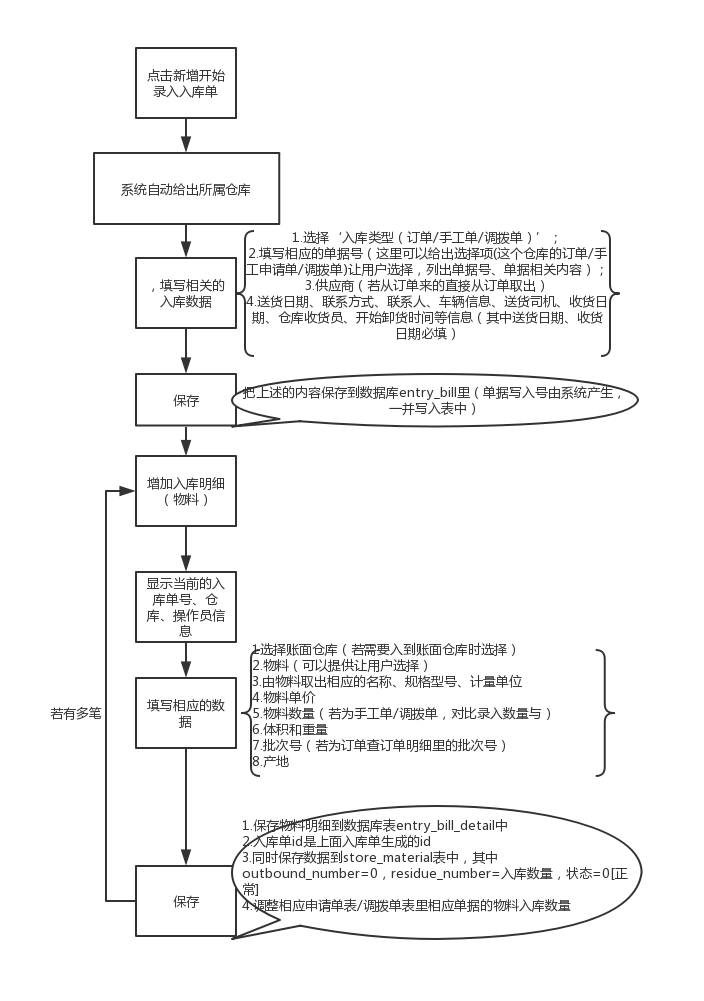 点击新增开始
录入入库单
系统自动给出所属仓库
，填写相关的
入库数据
1.选择‘入库类型（订单/手工单/调拨单）’；
2.填写相应的单据号（这里可以给出选择项(这个仓库的订单/手
工申请单/调拨单)让用户选择，列出单据号、单据相关内容）；
3.供应商（若从订单来的直接从订单取出）
4.送货日期、联系方式、联系人、车辆信息、送货司机、收货日
期、仓库收货员、开始卸货时间等信息（其中送货日期、收货
日期必填）
保存
把上述的内容保存到数据库entry_bill里（单据写入号由系统产生，
一并写入表中）
增加入库明细
（物料）
显示当前的入
库单号、仓
库、操作员信
息
填写相应的数
据
1.选择账面仓库（若需要入到账面仓库时选择）
2.物料（可以提供让用户选择）
3.由物料取出相应的名称、规格型号、计量单位
4.物料单价
5.物料数量（若为手工单/调拨单，对比录入数量与）
6.体积和重量
7.批次号（若为订单查订单明细里的批次号）
8.产地
若有多笔
保存
1.保存物料明细到数据库表entry_bill_detail中
2.入库单id是上面入库单生成的id
3.同时保存数据到store_material表中，其中
outbound_number=0，residue_number=入库数量，状态=0[正
常]
4.调整相应申请单表/调拨单表里相应单据的物料入库数量